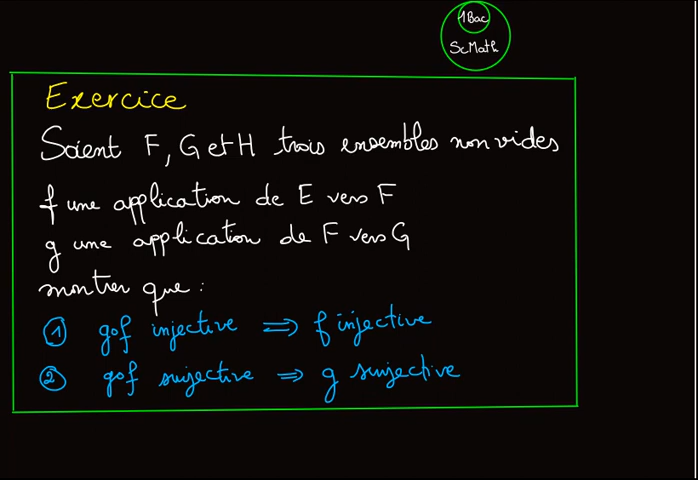 1Bac
ScMath
Exercice
Soient F, G et H trois ensembles non vides
f une application de E vers F
g une application de F vers G
montrer que :
① gof injective ⟹ f injective
② gof surjective ⟹ g surjective